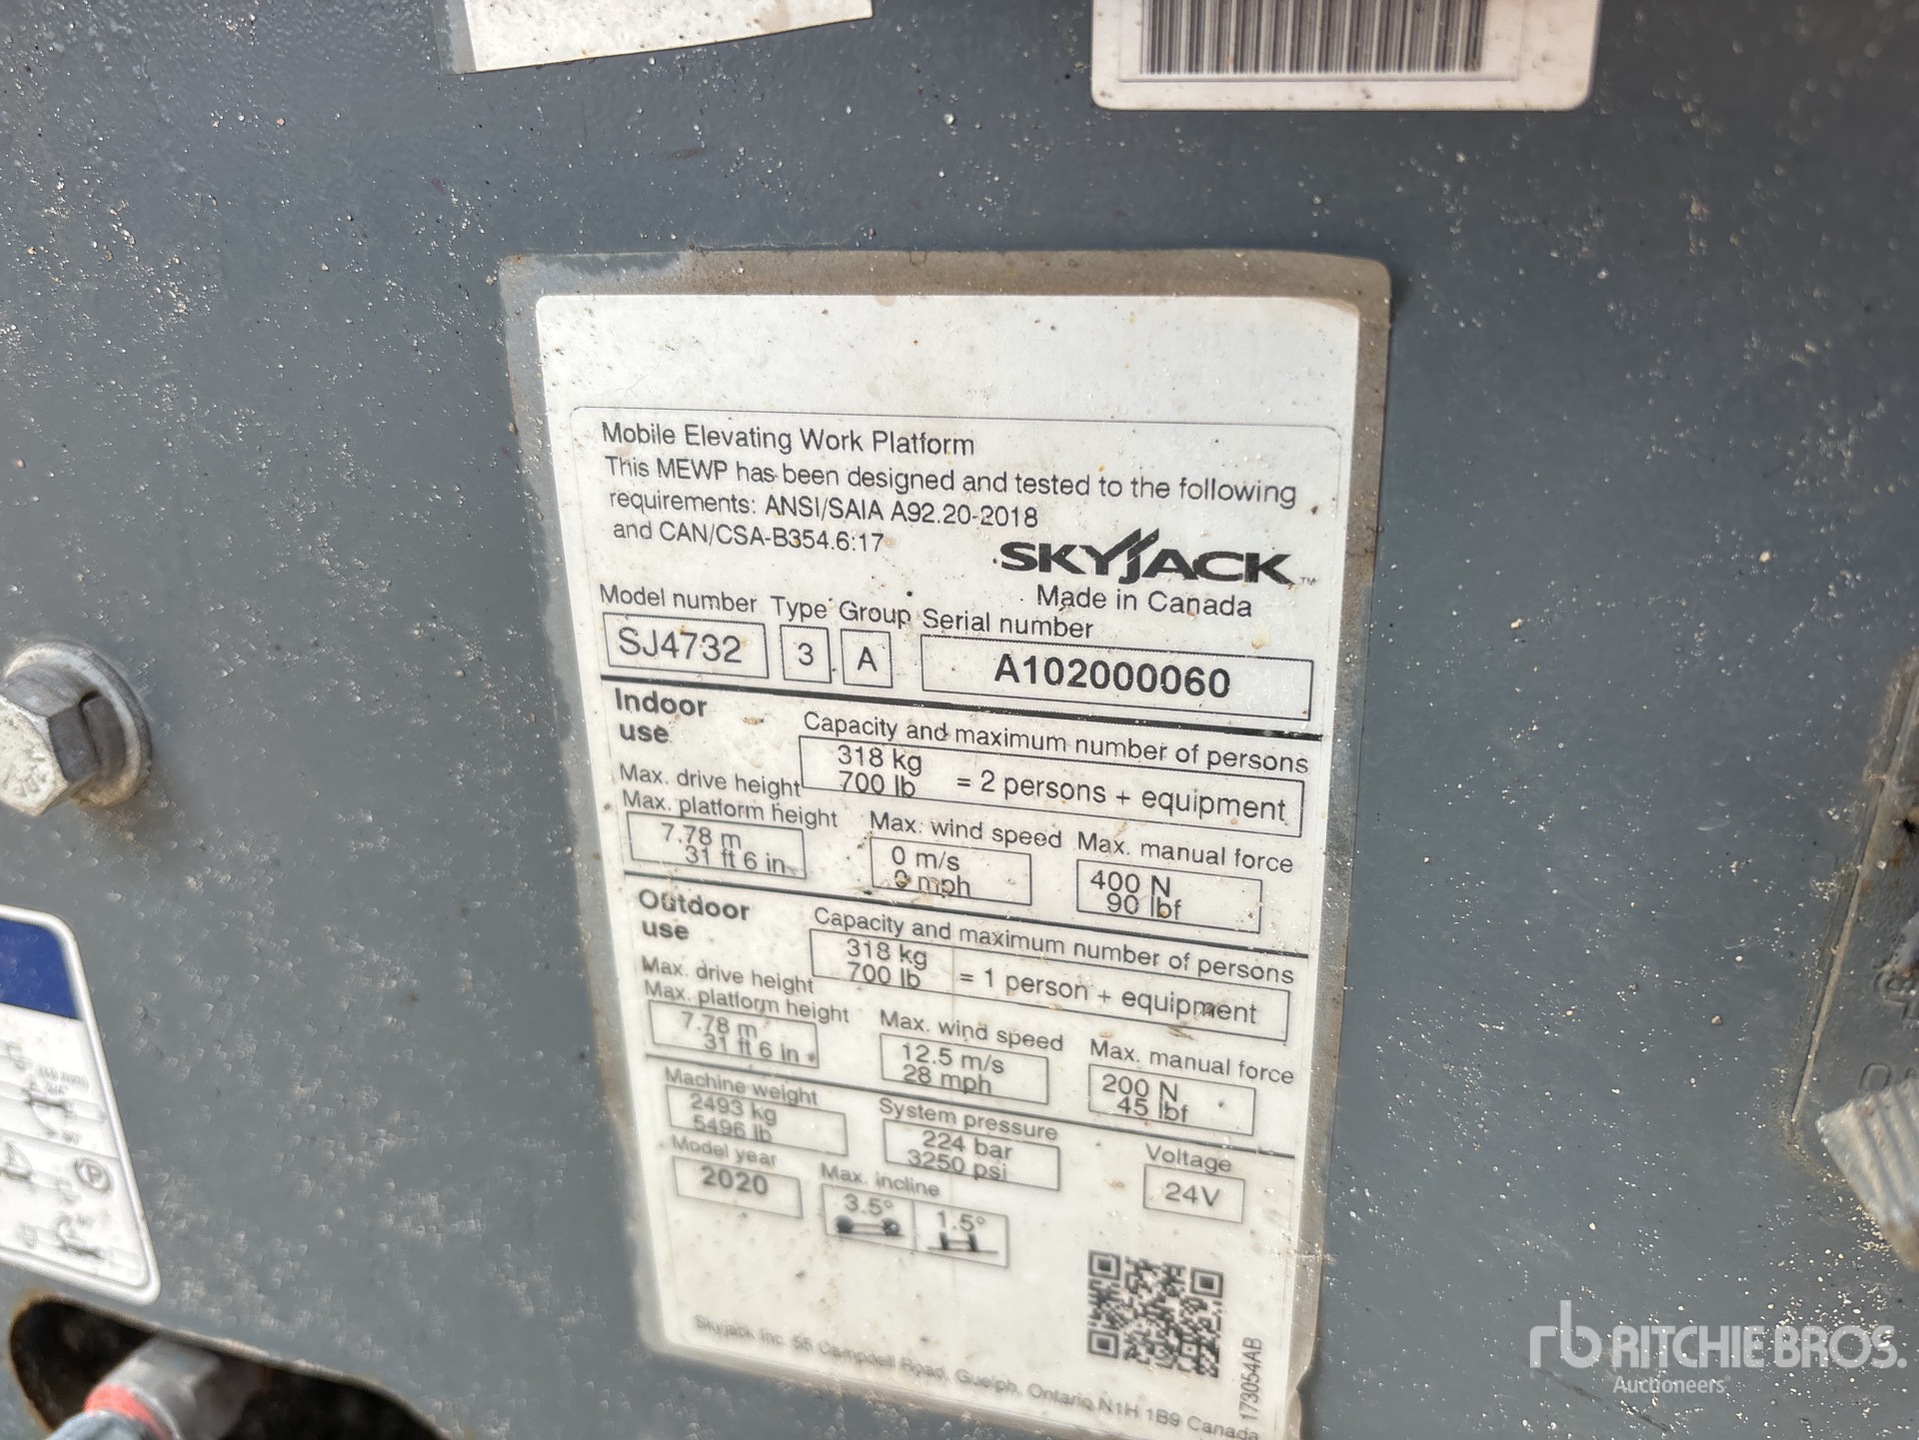 Mobile Elevating Work Platform
This MEWP has been designed and tested to the following
requirements: ANSI/SAIA A92.20-2018
and CAN/CSA-B354.6:17
SKYJACK™
Made in Canada
Model number Type Group Serial number
SJ4732 3 A A102000060
Indoor
use
Capacity and maximum number of persons
318 kg
700 lb
= 2 persons + equipment
Max. drive height
Max. platform height
7.78 m
31 ft 6 in
Max. wind speed
0 m/s
0 mph
Max. manual force
400 N
90 lbf
Outdoor
use
Capacity and maximum number of persons
318 kg
700 lb
= 1 person + equipment
Max. drive height
Max. platform height
7.78 m
31 ft 6 in
Max. wind speed
12.5 m/s
28 mph
Max. manual force
200 N
45 lbf
Machine weight
2493 kg
5496 lb
System pressure
224 bar
3250 psi
Voltage
24V
Model year
2020
Max. incline
3.5°
1.5°
Skyjack Inc. 55 Campbell Road, Guelph, Ontario N1H 1B9 Canada
173054AB
rb RITCHIE BROS.
Auctioneers